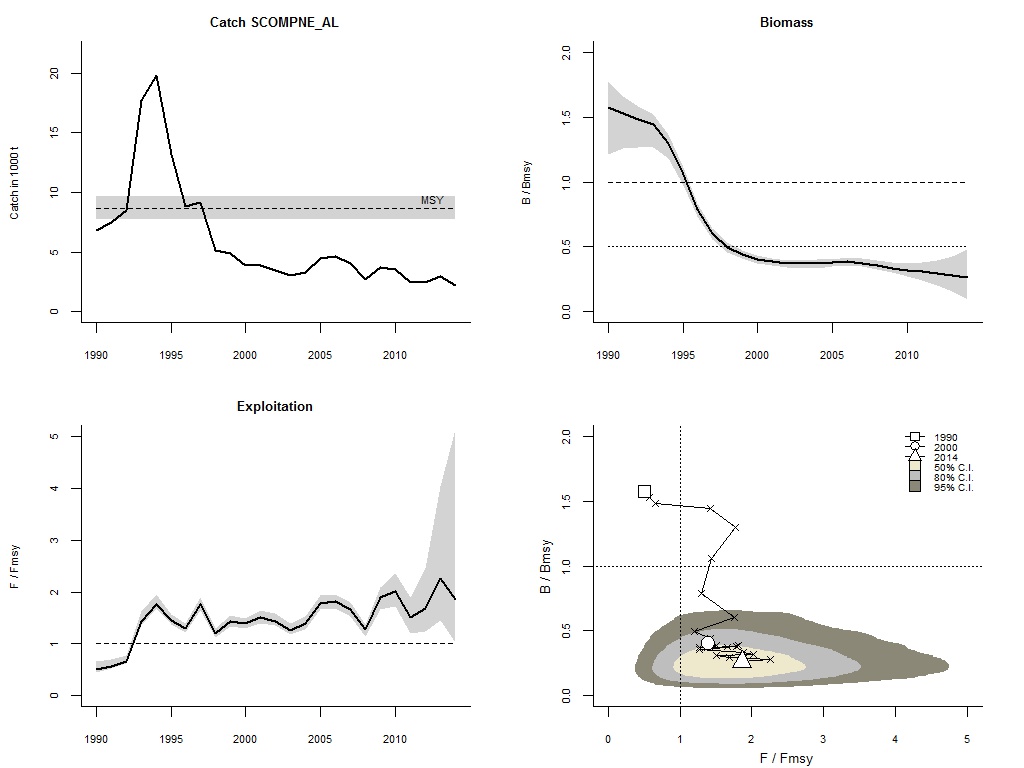 Catch SCOMPNE_AL
Catch in 1000 t
0 5 10 15 20
MSY
1990 1995 2000 2005 2010
Biomass
B / Bmsy
0.0 0.5 1.0 1.5 2.0
1990 1995 2000 2005 2010
Exploitation
F / Fmsy
0 1 2 3 4 5
1990 1995 2000 2005 2010
B / Bmsy
0.0 0.5 1.0 1.5 2.0
1990
2000
2014
50% C.I.
80% C.I.
95% C.I.
0 1 2 3 4 5
F / Fmsy